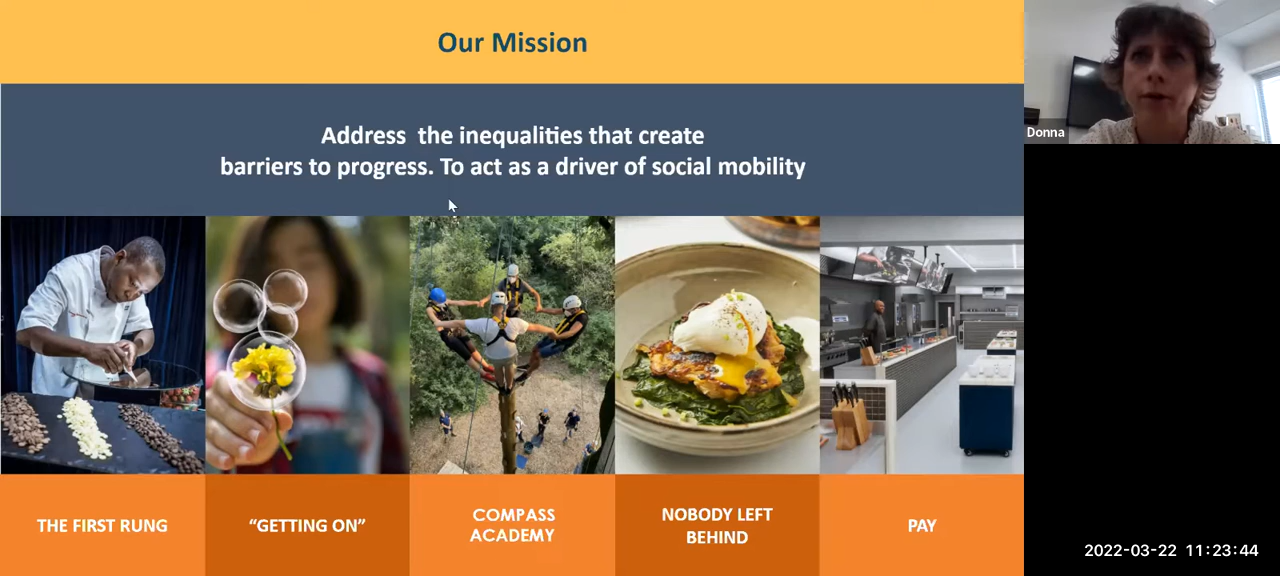 Our Mission
Address  the inequalities that create
barriers to progress. To act as a driver of social mobility
Donna
THE FIRST RUNG
“GETTING ON”
COMPASS
ACADEMY
NOBODY LEFT
BEHIND
PAY
2022-03-22 11:23:44